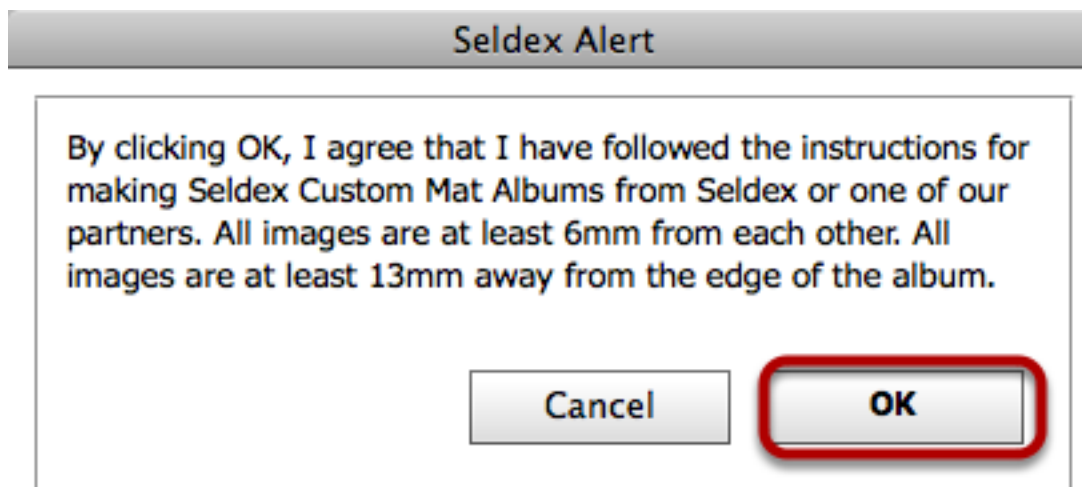 Seldex Alert
By clicking OK, I agree that I have followed the instructions for
making Seldex Custom Mat Albums from Seldex or one of our
partners. All images are at least 6mm from each other. All
images are at least 13mm away from the edge of the album.
Cancel OK